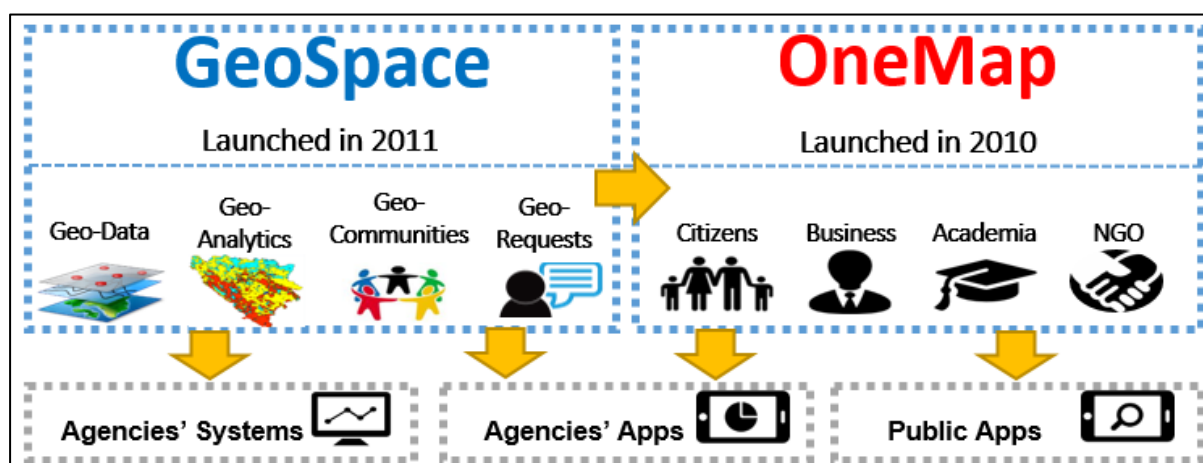 GeoSpace
Launched in 2011
Geo-Data
Geo-
Analytics
Geo-
Communities
Geo-
Requests
OneMap
Launched in 2010
Citizens
Business
Academia
NGO
Agencies’ Systems
Agencies’ Apps
Public Apps